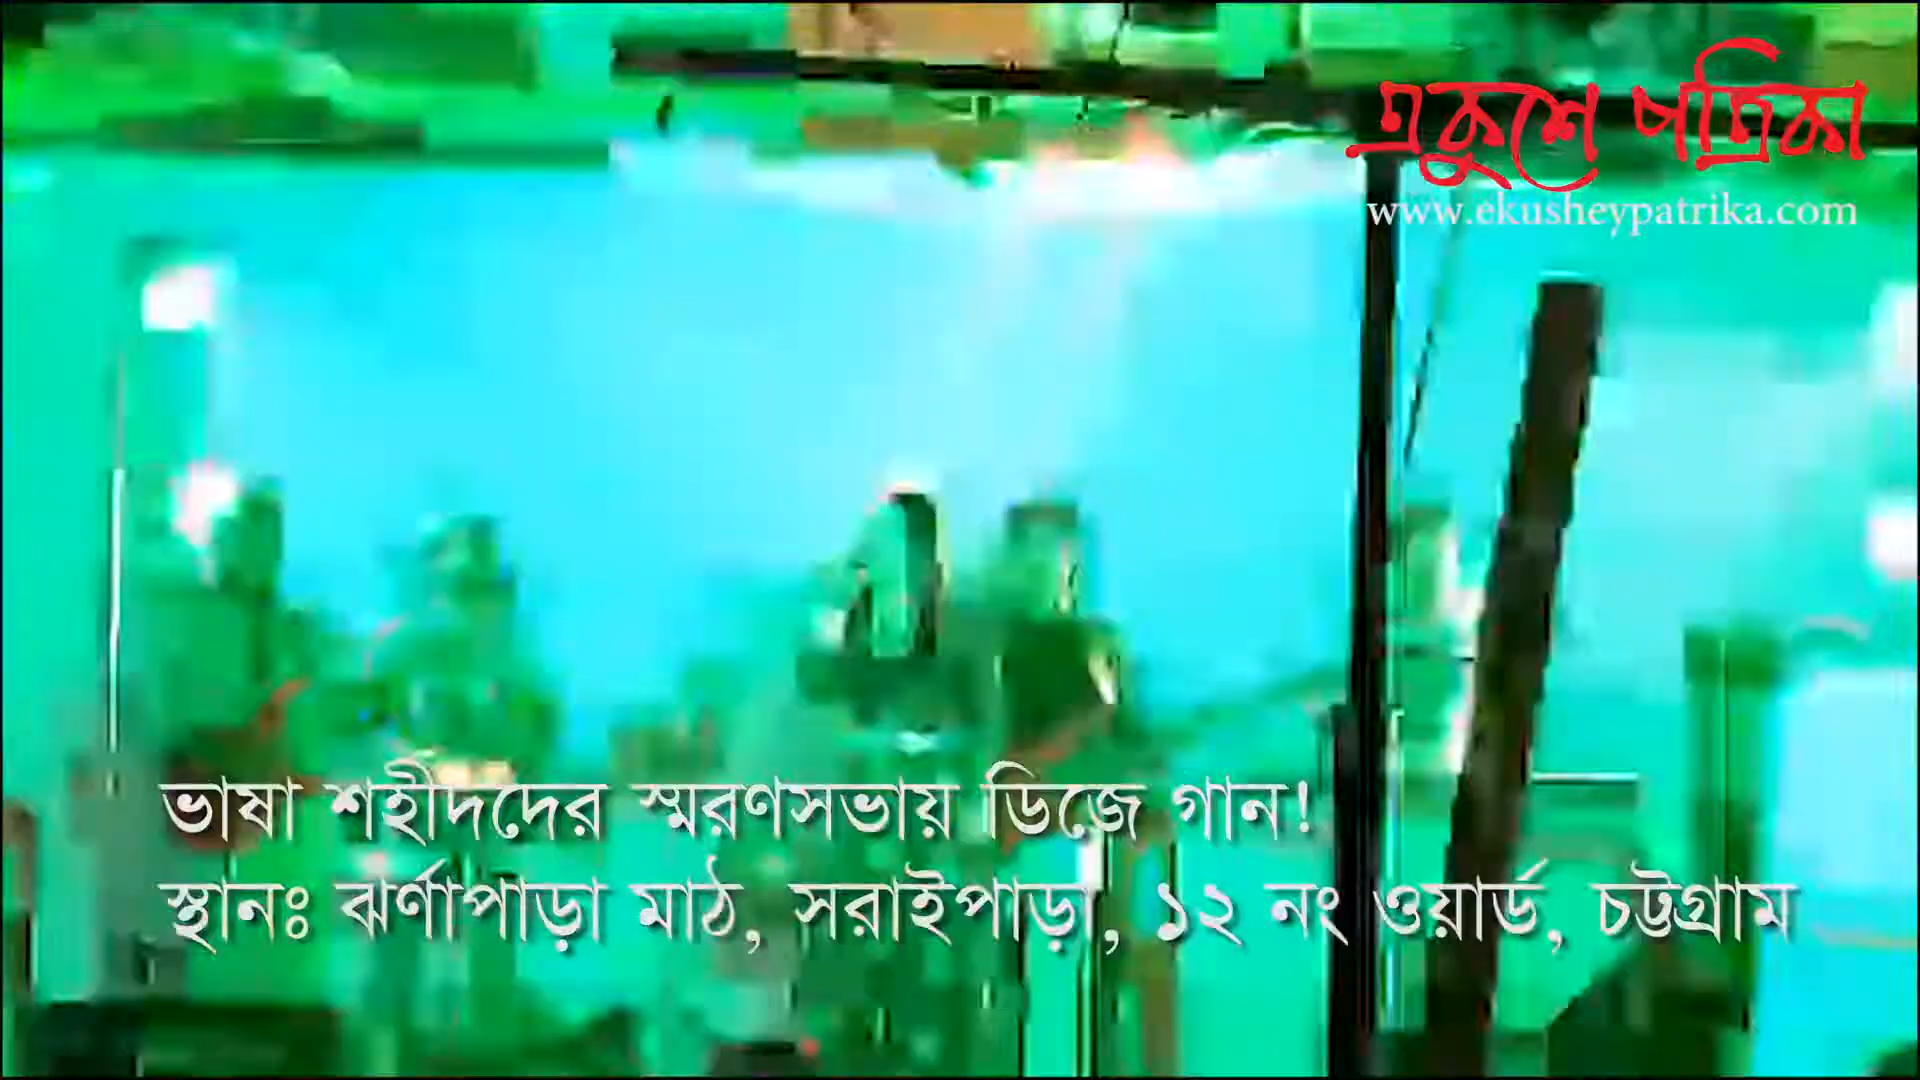 একুশে পত্রিকা
www.ekusheypatrika.com
ভাষা শহীদদের স্মরণসভায় ডিজে গান!
স্থানঃ ঝর্ণাপাড়া মাঠ, সরাইপাড়া, ১২ নং ওয়ার্ড, চট্টগ্রাম